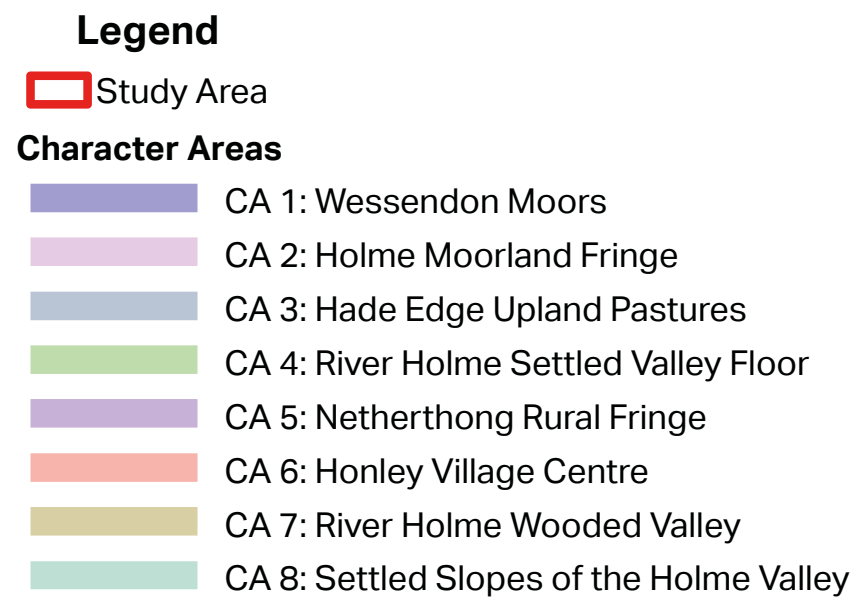 Legend
Study Area
Character Areas
CA 1: Wessendon Moors
CA 2: Holme Moorland Fringe
CA 3: Hade Edge Upland Pastures
CA 4: River Holme Settled Valley Floor
CA 5: Netherthong Rural Fringe
CA 6: Honley Village Centre
CA 7: River Holme Wooded Valley
CA 8: Settled Slopes of the Holme Valley